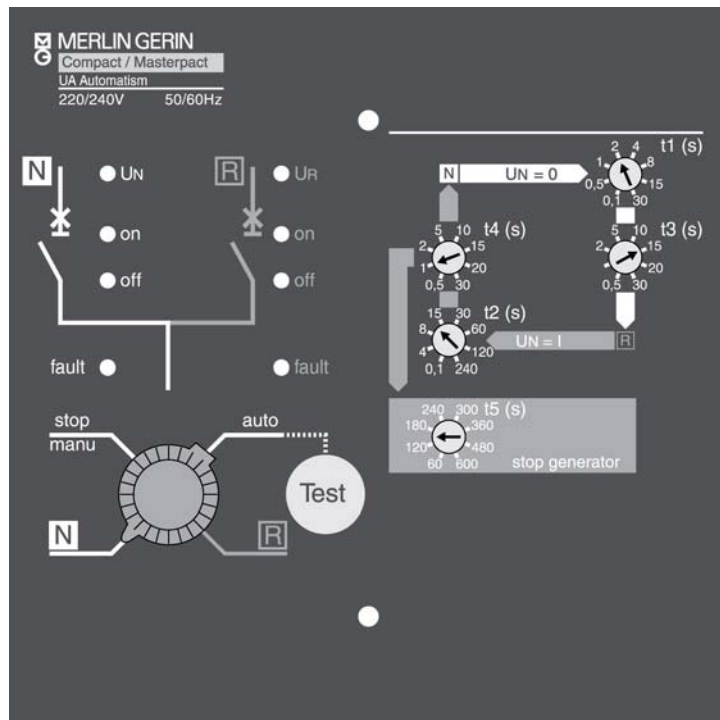 MERLIN GERIN
Compact / Masterpact
UA Automatism
220/240V 50/60Hz
N UN R UR
on on
off off
fault fault
stop auto
manu
Test
N R
t1 (s)
2 4
1 8
0,5 15
0,1 30
N UN = 0
t4 (s)
5 10
2 15
1 20
0,5 30
t3 (s)
5 10
2 15
1 20
0,5 30
t2 (s)
15 30
8 60
4 120
0,1 240
UN = I R
t5 (s)
240 300
180 360
120 480
60 600
stop generator